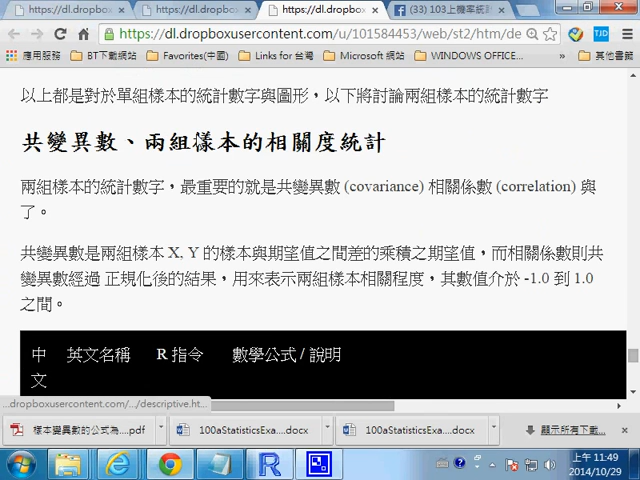 https://dl.dropbox
https://dl.dropbox
https://dl.dropbox
(33) 103上機率統計
https://dl.dropboxusercontent.com/u/101584453/web/st2/htm/de
TJD
應用服務 BT下載網站 Favorites(中國) Links for 台灣 Microsoft 網站 WINDOWS OFFICE... » 其他書籤
以上都是對於單組樣本的統計數字與圖形，以下將討論兩組樣本的統計數字
共變異數、兩組樣本的相關度統計
兩組樣本的統計數字，最重要的就是共變異數 (covariance) 相關係數 (correlation) 與
了。
共變異數是兩組樣本 X, Y 的樣本與期望值之間差的乘積之期望值，而相關係數則共
變異數經過 正規化後的結果，用來表示兩組樣本相關程度，其數值介於 -1.0 到 1.0
之間。
中 英文名稱 R 指令 數學公式 / 說明
文
...dropboxusercontent.com/.../descriptive.ht...
樣本變異數的公式為....pdf 100aStatisticsExa....docx 100aStatisticsExa....docx 顯示所有下載...
上午 11:49
2014/10/29